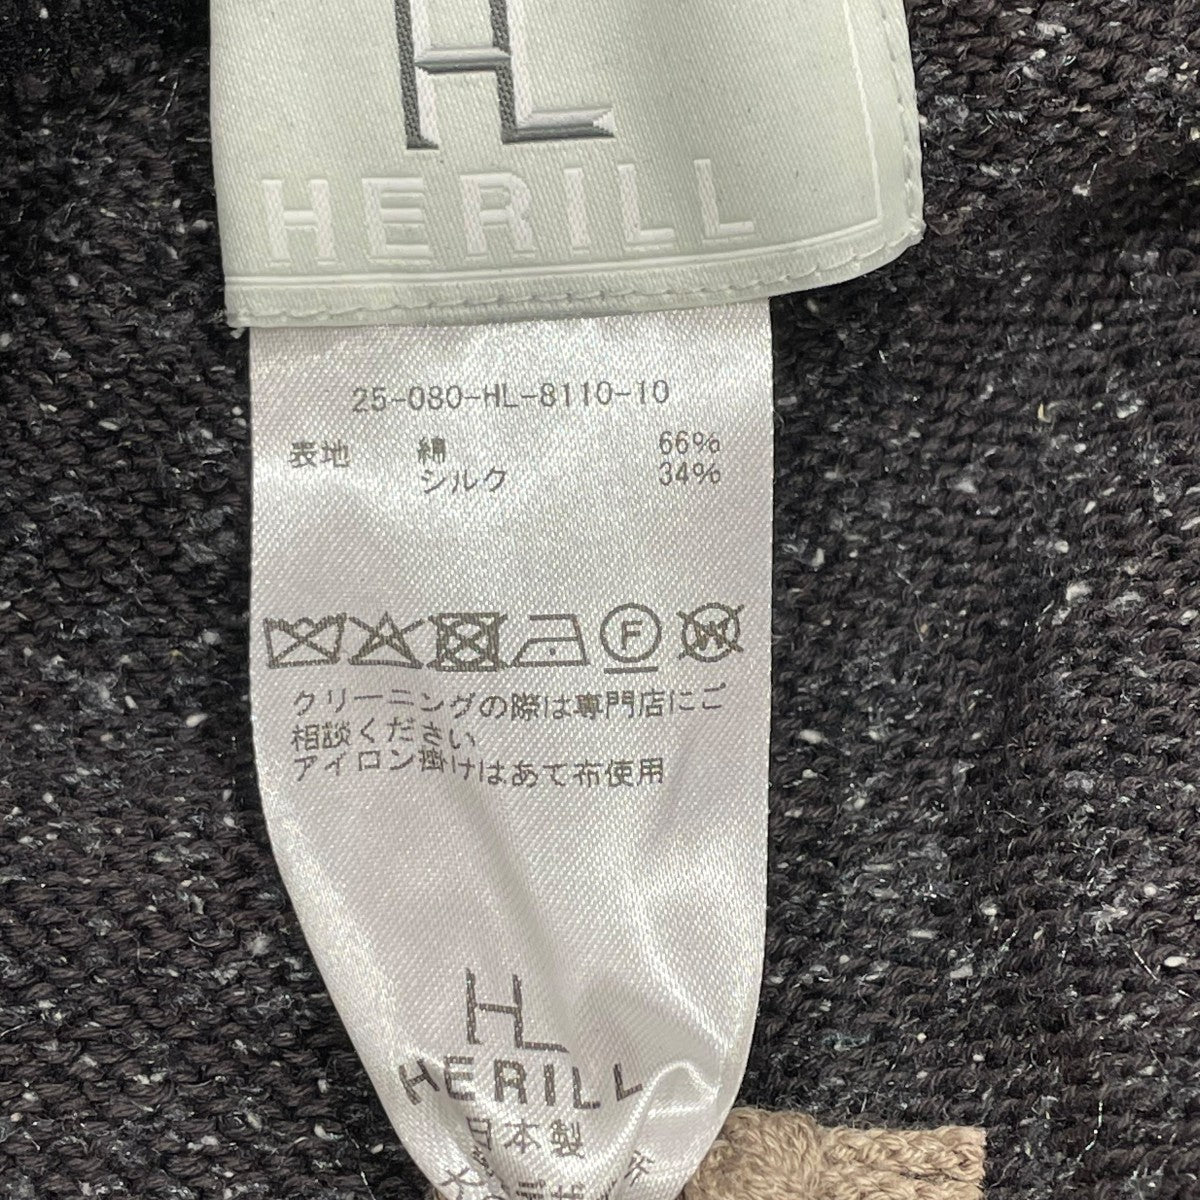 HL
HERILL
25-080-HL-8110-10
表地 綿 66%
シルク 34%
F W
クリーニングの際は専門店にご
相談ください
アイロン掛けはあて布使用
HL
HERILL
日本製